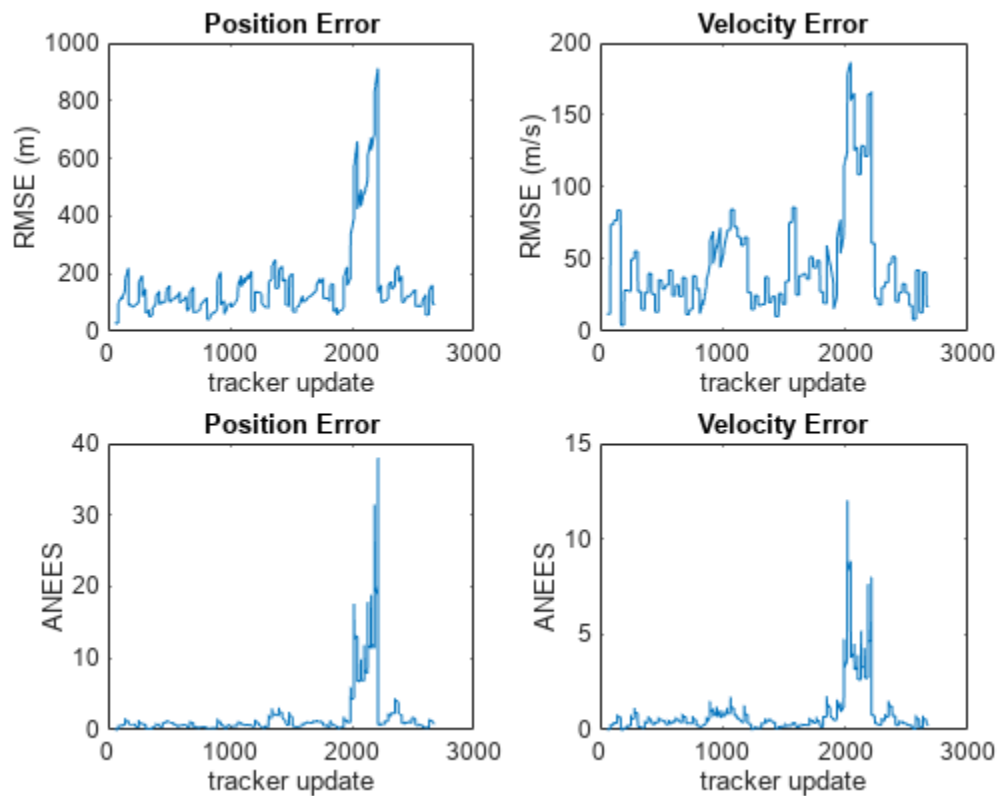 Position Error
1000
800
600
400
200
0
RMSE (m)
0 1000 2000 3000
tracker update
Velocity Error
200
150
100
50
0
RMSE (m/s)
0 1000 2000 3000
tracker update
Position Error
40
30
20
10
0
ANEES
0 1000 2000 3000
tracker update
Velocity Error
15
10
5
0
ANEES
0 1000 2000 3000
tracker update